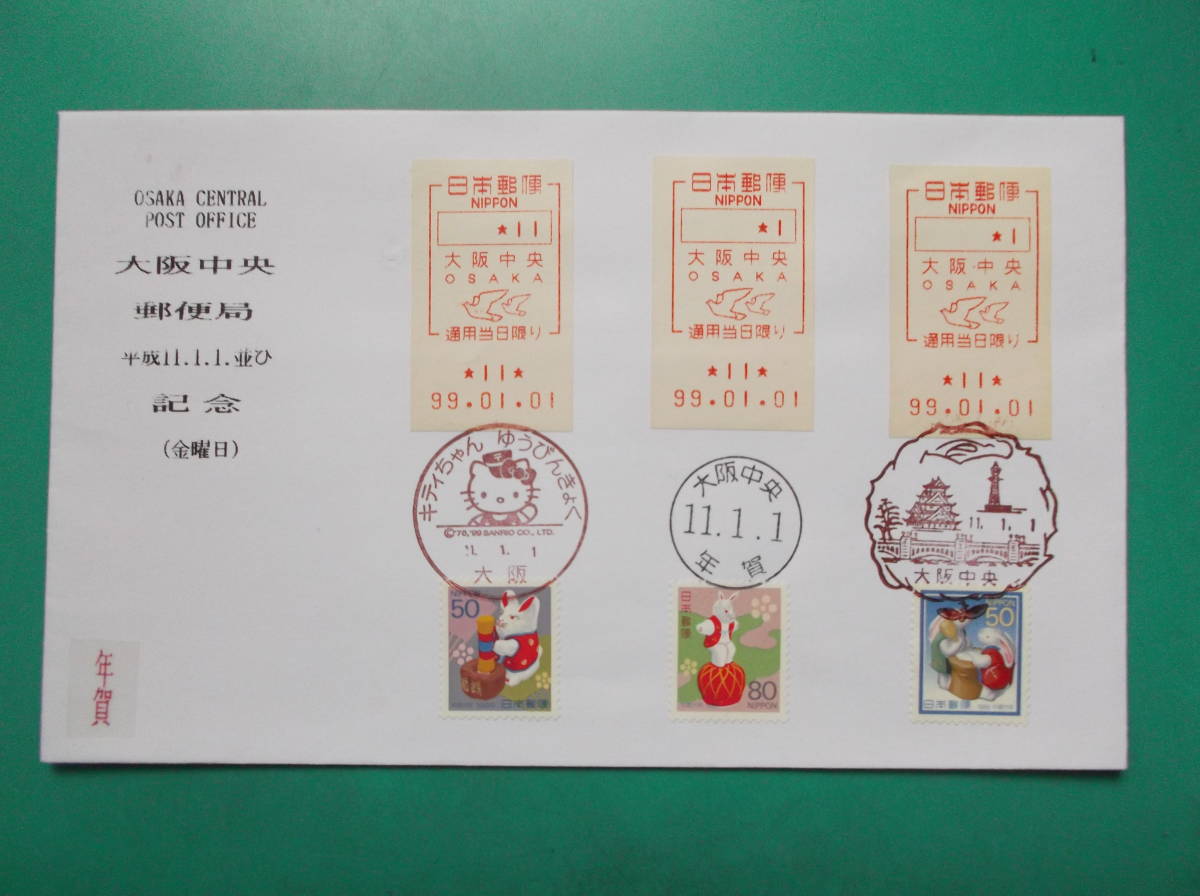 OSAKA CENTRAL
POST OFFICE
大阪中央
郵便局
平成11.1.1.並び
記念
(金曜日)
年賀
日本郵便
NIPPON
★11
大阪中央
OSAKA
適用当日限り
★11★
99.01.01
日本郵便
NIPPON
★1
大阪中央
OSAKA
適用当日限り
★11★
99.01.01
日本郵便
NIPPON
★1
大阪中央
OSAKA
適用当日限り
★11★
99.01.01
キティちゃん ゆうびんきょく
©'76,'99 SANRIO CO., LTD.
11. 1. 1
大阪
大阪中央
11.1.1
年賀
11. 1. 1
大阪中央
NIPPON
50
日本郵便
日本郵便
80
NIPPON
NIPPON
50
日本郵便